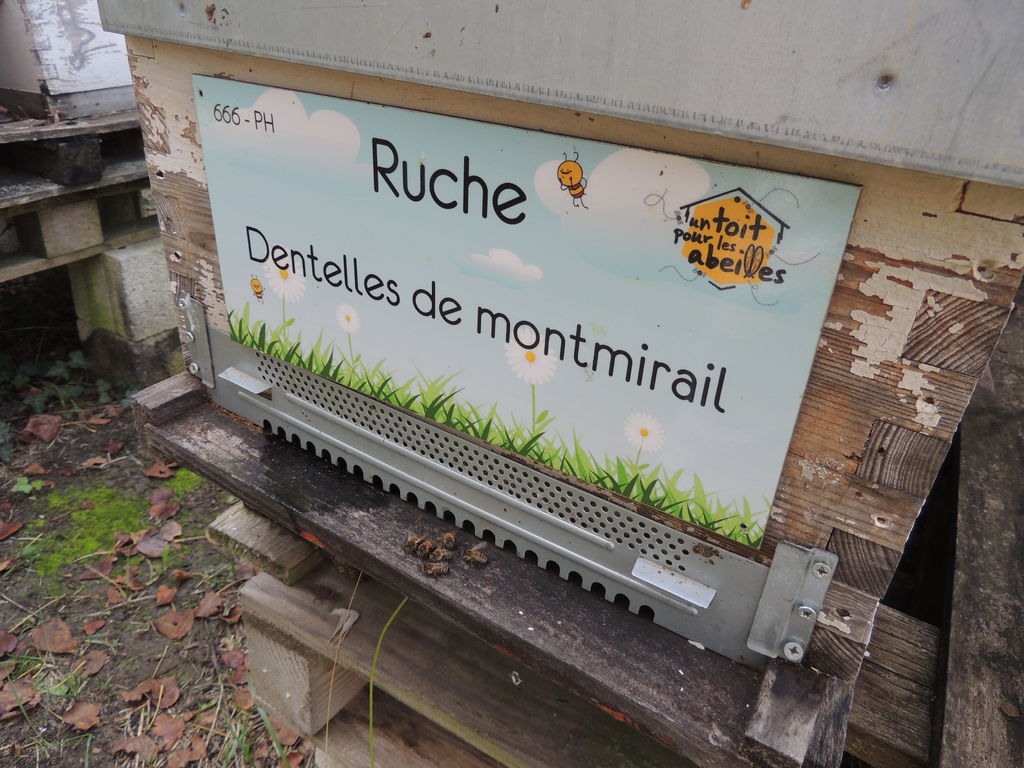 666 - PH
Ruche
un toit
pour les
abeilles
Dentelles de montmirail